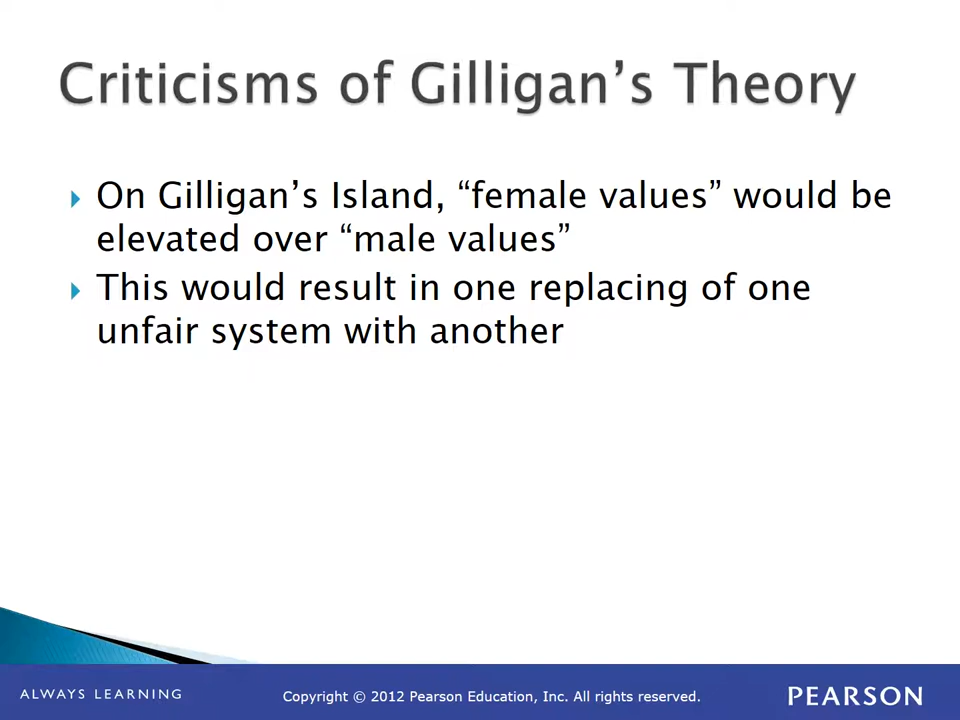 Criticisms of Gilligan’s Theory
On Gilligan’s Island, “female values” would be
elevated over “male values”
This would result in one replacing of one
unfair system with another
ALWAYS LEARNING
Copyright © 2012 Pearson Education, Inc. All rights reserved.
PEARSON